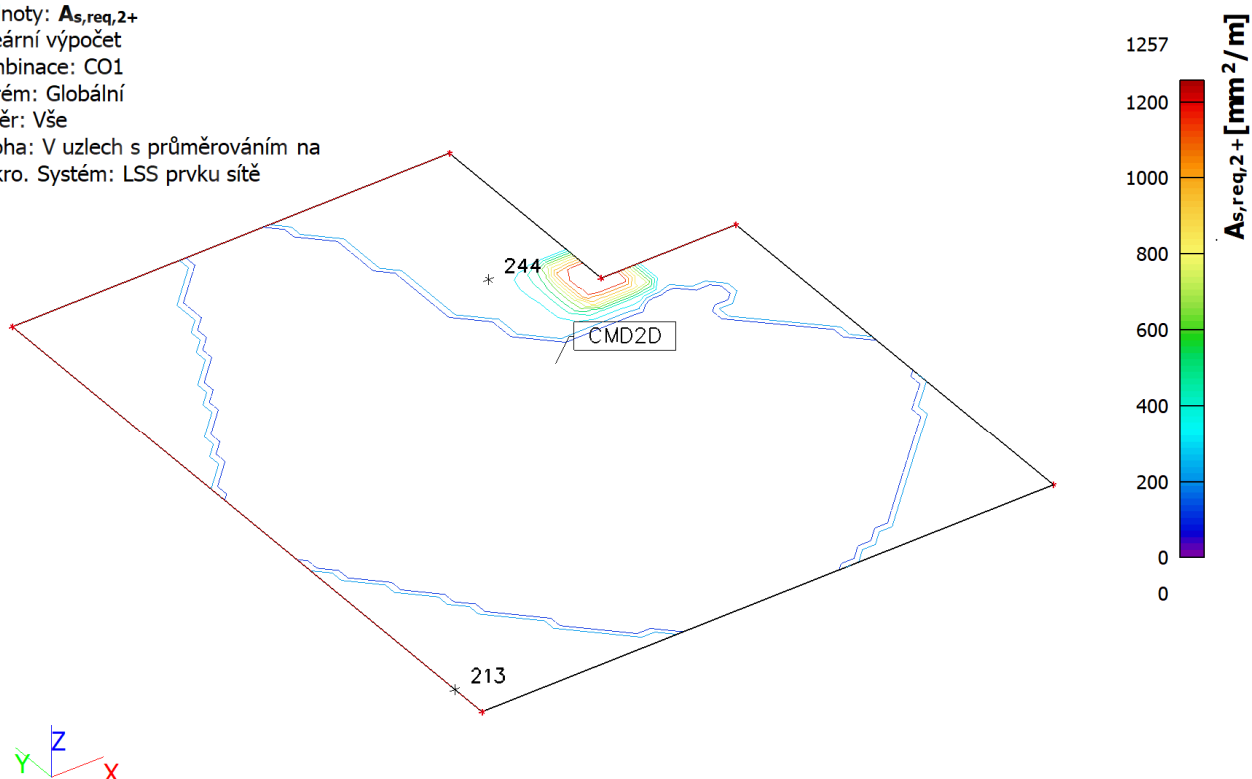 noty: As,req,2+
eární výpočet
nbinace: CO1
rém: Globální
ěr: Vše
oha: V uzlech s průměrováním na
kro. Systém: LSS prvku sítě
1257
1200
1000
800
600
400
200
0
0
As,req,2+ [mm²/m]
244
CMD2D
213
Z
Y
X